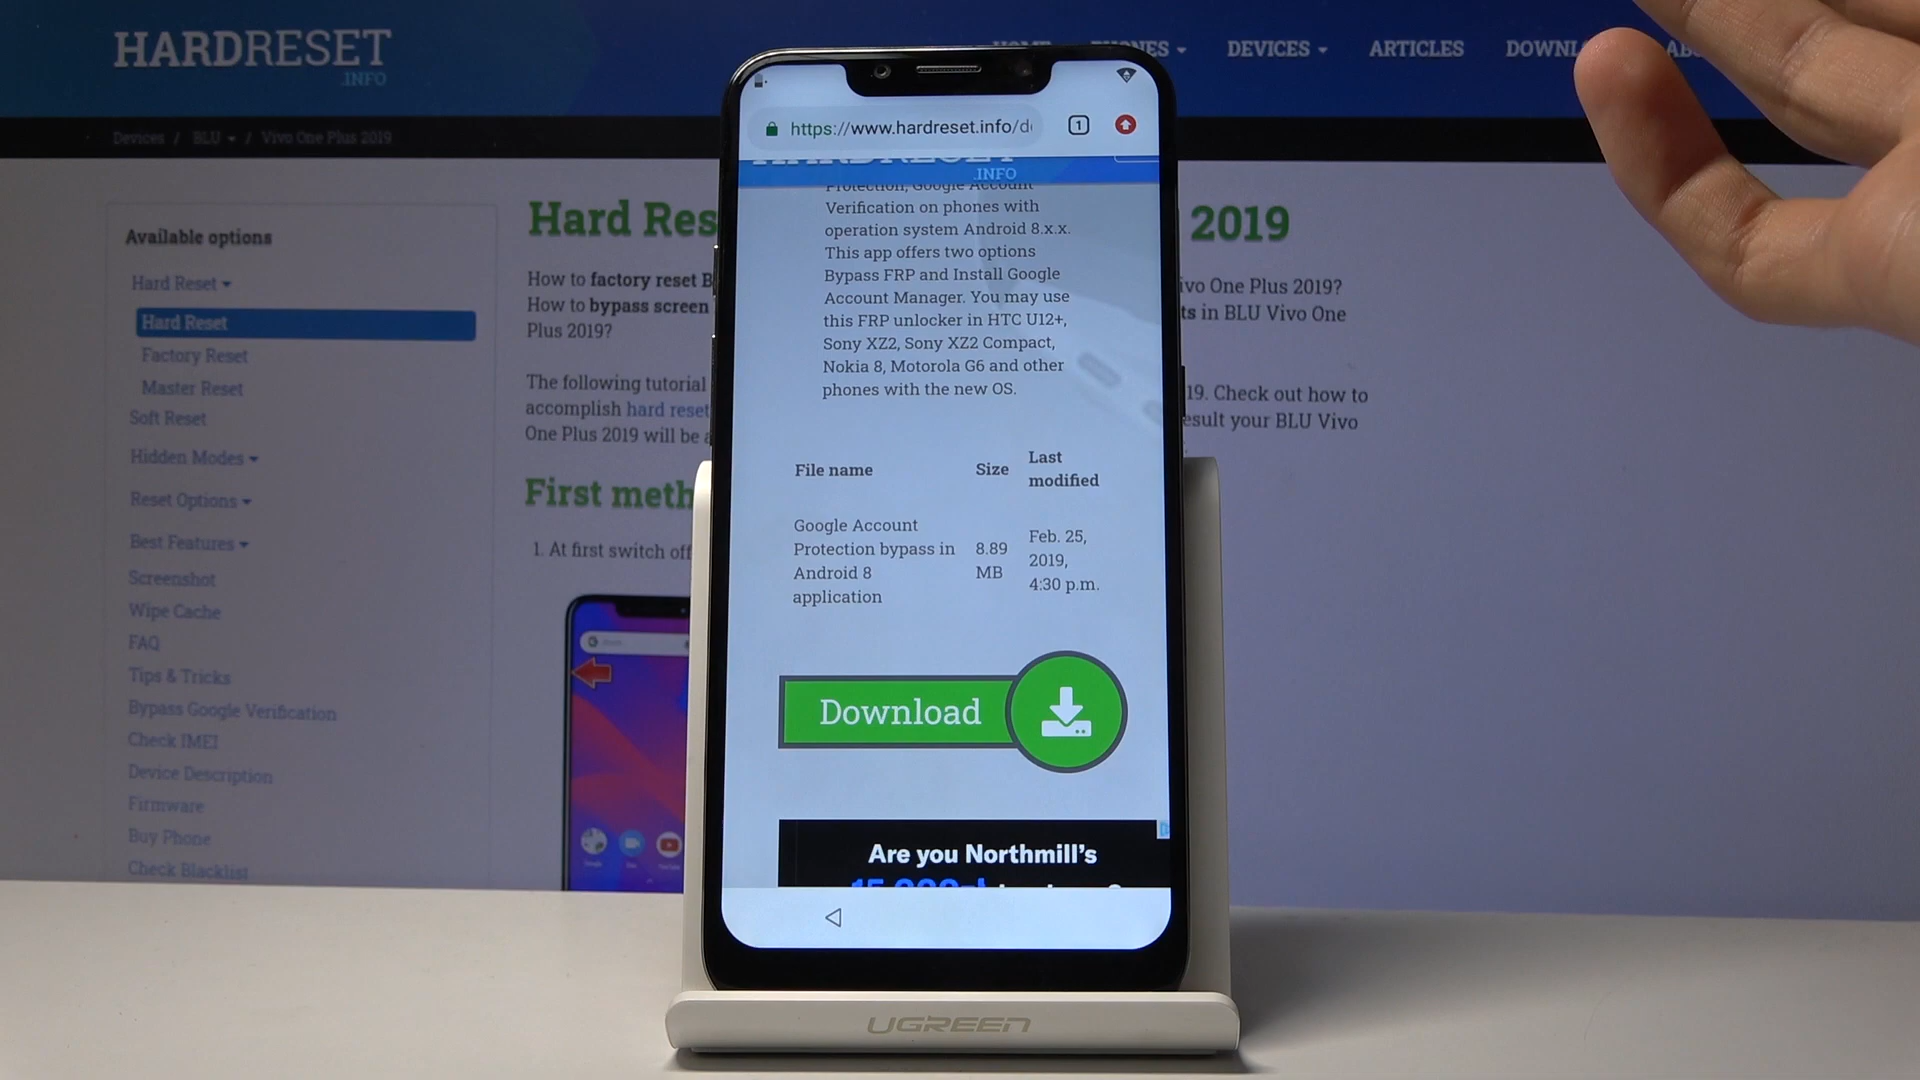 HARDRESET
.INFO
DEVICES
ARTICLES
Devices / BLU / Vivo One Plus 2019
Available options
Hard Reset
Hard Reset
Factory Reset
Master Reset
Soft Reset
Hidden Modes
Reset Options
Best Features
Screenshot
Wipe Cache
FAQ
Tips & Tricks
Bypass Google Verification
Check IMEI
Device Description
Firmware
Buy Phone
Check Blacklist
Hard Res
2019
How to factory reset B
How to bypass screen
Plus 2019?
ivo One Plus 2019?
ts in BLU Vivo One
The following tutorial
accomplish hard reset
One Plus 2019 will be a
19. Check out how to
esult your BLU Vivo
First meth
1. At first switch off
https://www.hardreset.info/d
1
.INFO
Protection, Google Account
Verification on phones with
operation system Android 8.x.x.
This app offers two options
Bypass FRP and Install Google
Account Manager. You may use
this FRP unlocker in HTC U12+,
Sony XZ2, Sony XZ2 Compact,
Nokia 8, Motorola G6 and other
phones with the new OS.
File name Size Last modified
Google Account
Protection bypass in
Android 8
application
8.89
MB
Feb. 25,
2019,
4:30 p.m.
Download
Are you Northmill's
UGREEN